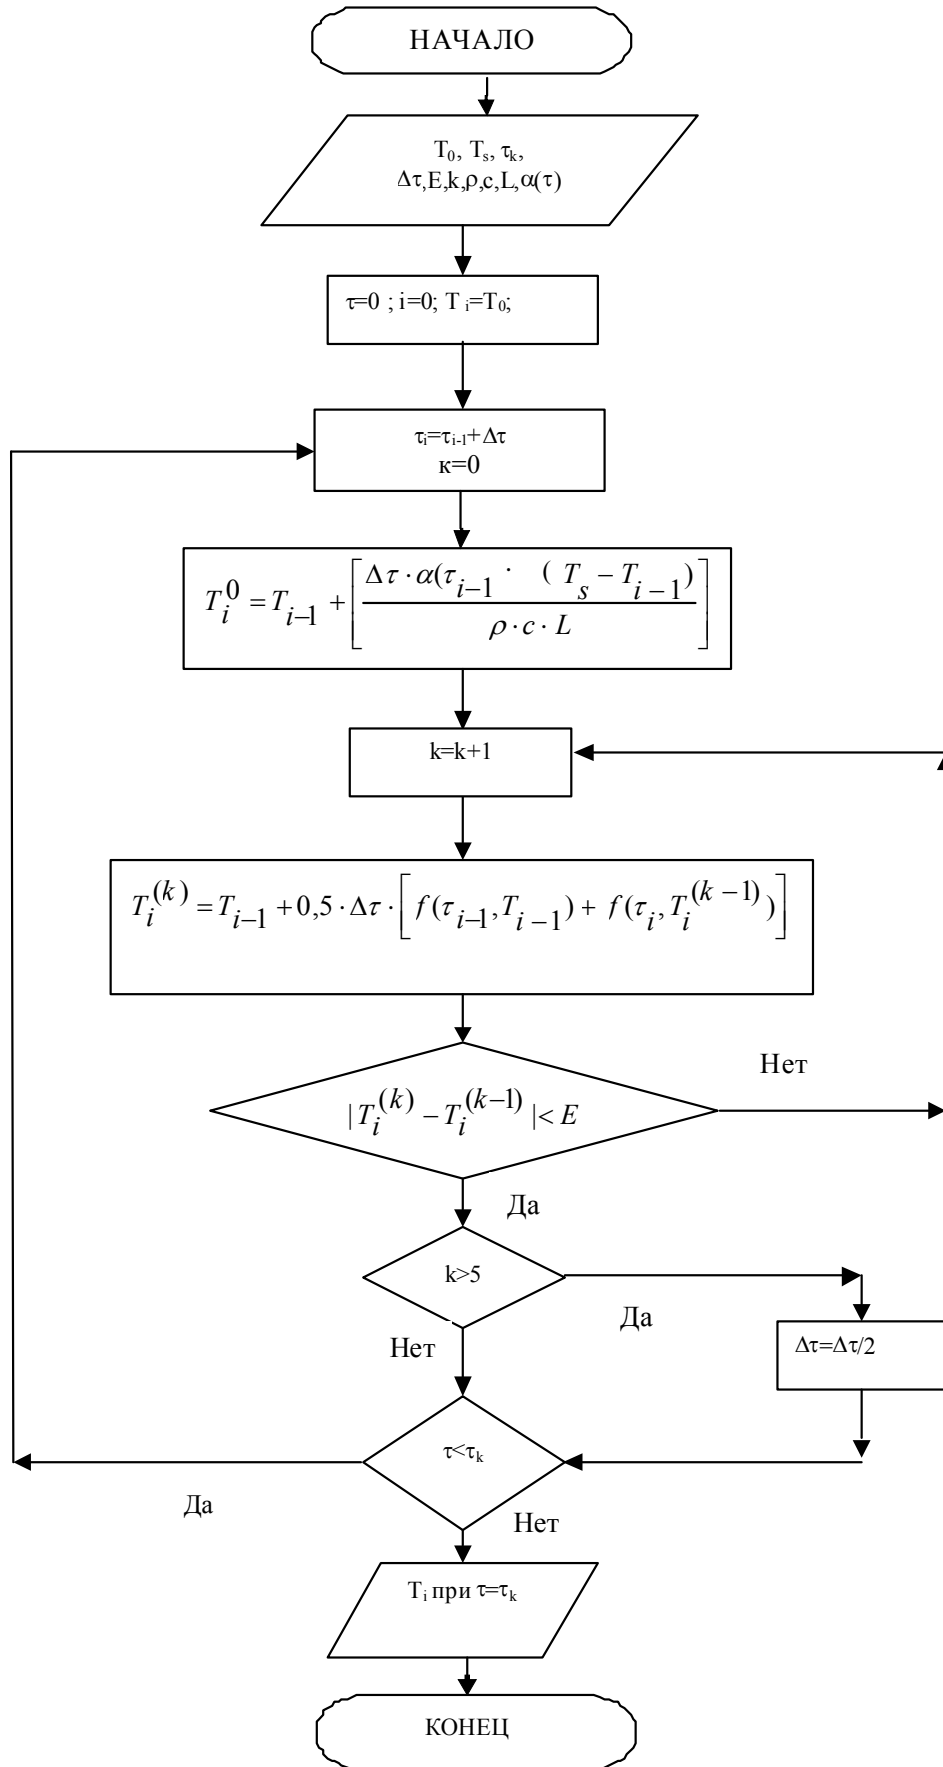 НАЧАЛО
T₀, Tₛ, τₖ,
Δτ,E,k,ρ,c,L,α(τ)
τ=0 ; i=0; T ᵢ=T₀;
τᵢ=τᵢ₋₁+Δτ
к=0
T_i^0 = T_{i-1} + [Δτ · α(τ_{i-1} · ( T_s − T_{i-1}) / ρ · c · L]
k=k+1
T_i^(k) = T_{i-1} + 0,5 · Δτ · [f(τ_{i-1}, T_{i-1}) + f(τ_i, T_i^(k-1))]
Нет
| T_i^(k) − T_i^(k-1) | < E
Да
k>5
Да
Нет
Δτ=Δτ/2
τ<τₖ
Да
Нет
Tᵢ при τ=τₖ
КОНЕЦ